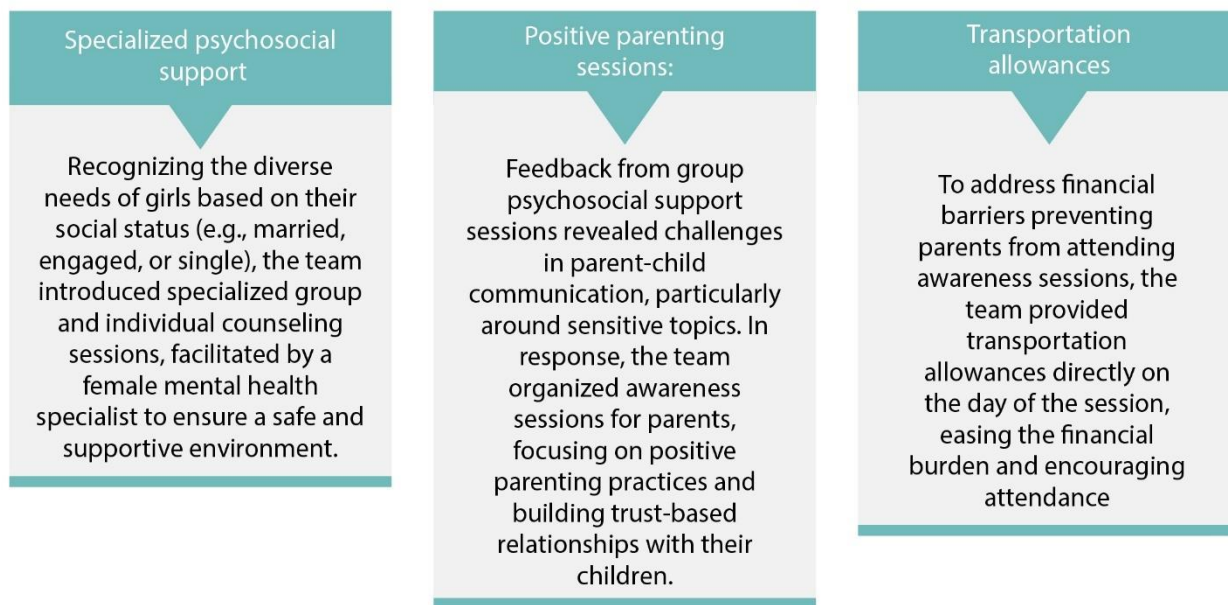 Specialized psychosocial
support
Recognizing the diverse
needs of girls based on their
social status (e.g., married,
engaged, or single), the team
introduced specialized group
and individual counseling
sessions, facilitated by a
female mental health
specialist to ensure a safe and
supportive environment.
Positive parenting
sessions:
Feedback from group
psychosocial support
sessions revealed challenges
in parent-child
communication, particularly
around sensitive topics. In
response, the team
organized awareness
sessions for parents,
focusing on positive
parenting practices and
building trust-based
relationships with their
children.
Transportation
allowances
To address financial
barriers preventing
parents from attending
awareness sessions, the
team provided
transportation
allowances directly on
the day of the session,
easing the financial
burden and encouraging
attendance